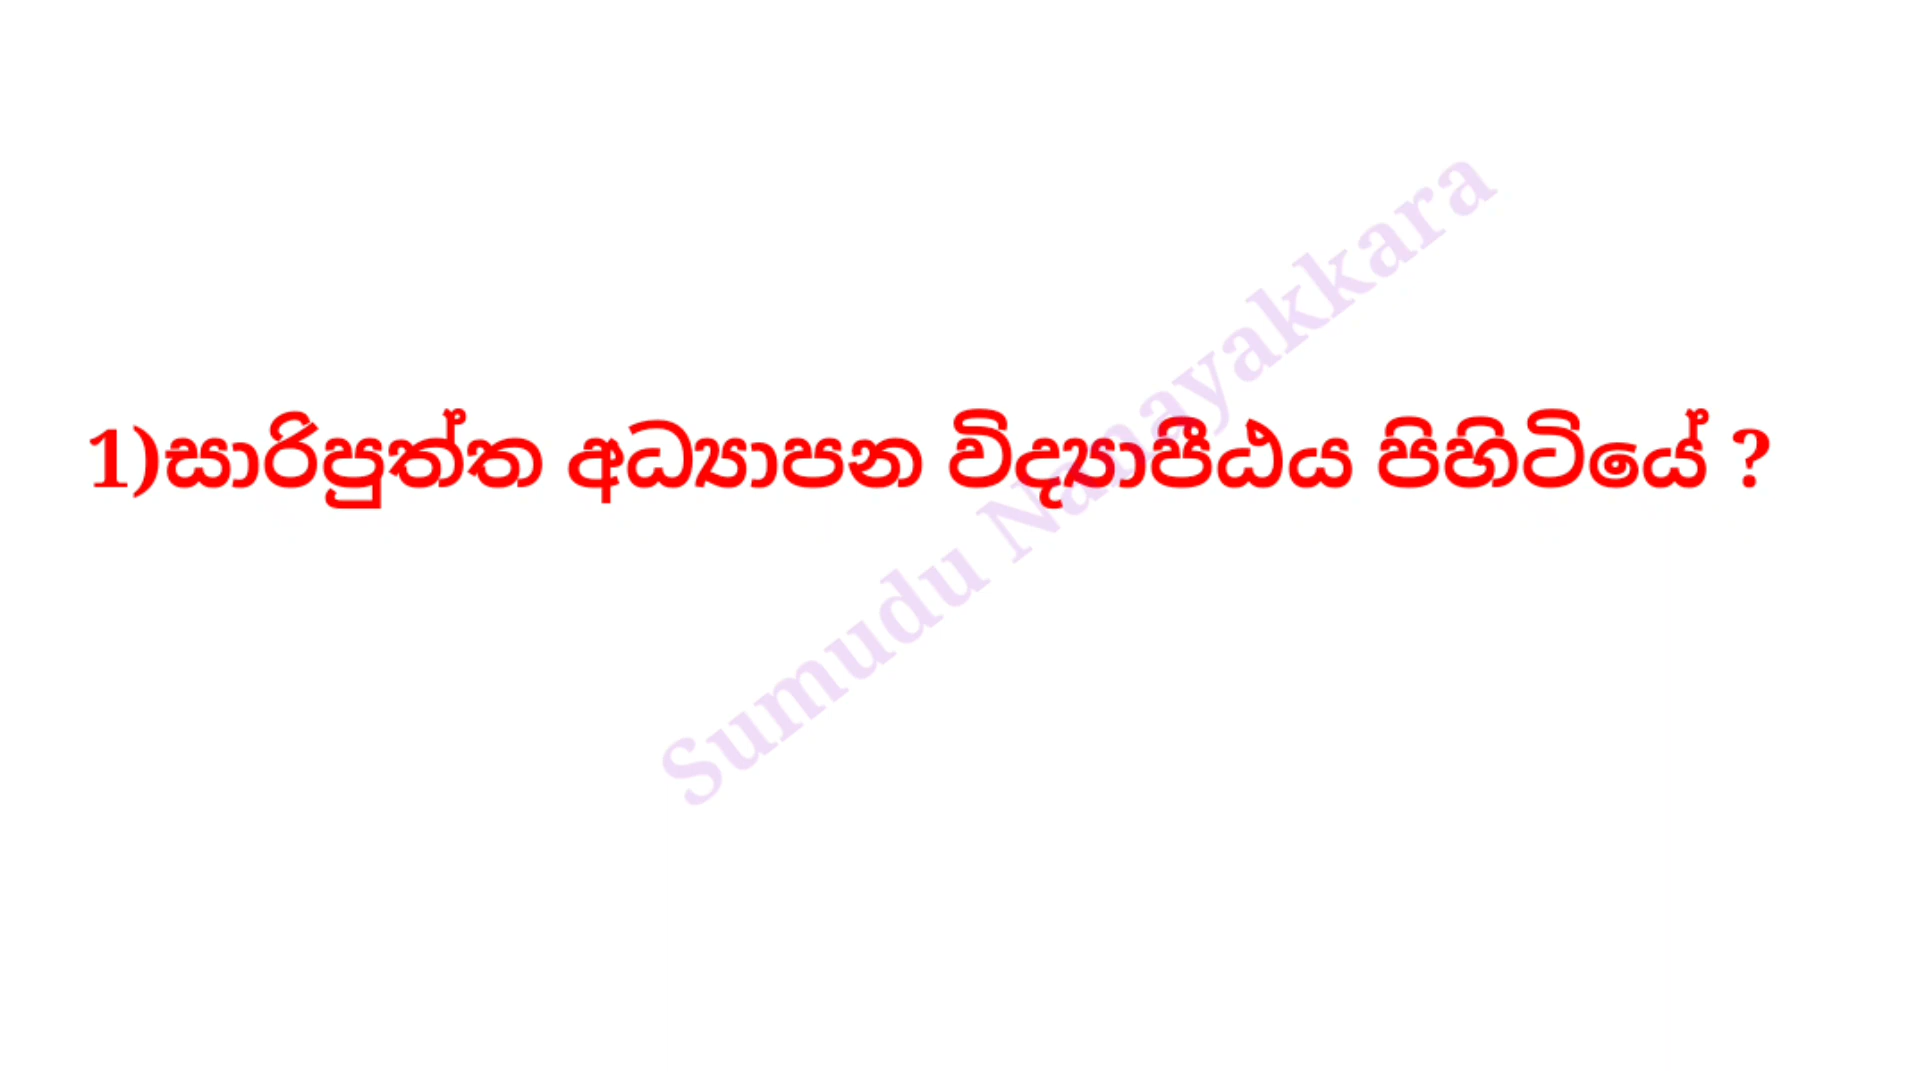 1)සාරිපුත්ත අධ්‍යාපන විද්‍යාපීඨය පිහිටියේ ?
Sumudu Nanayakkara